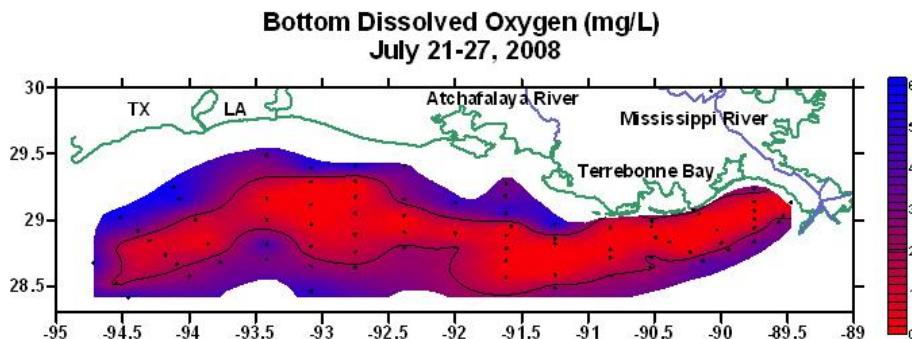 Bottom Dissolved Oxygen (mg/L)
July 21-27, 2008
30
29.5
29
28.5
TX
LA
Atchafalaya River
Mississippi River
Terrebonne Bay
-95
-94.5
-94
-93.5
-93
-92.5
-92
-91.5
-91
-90.5
-90
-89.5
-89